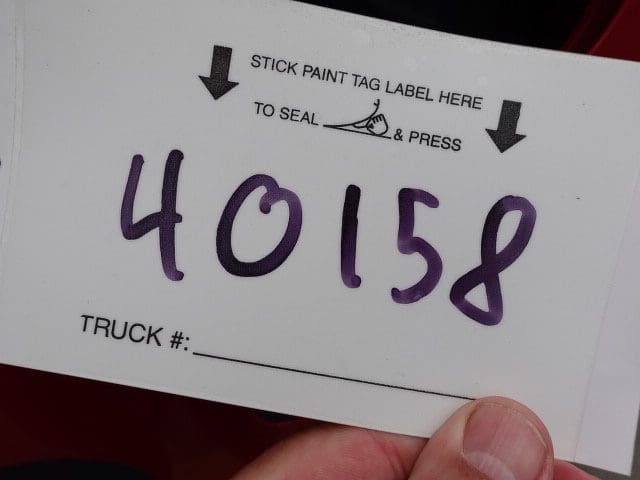 STICK PAINT TAG LABEL HERE
TO SEAL & PRESS
40158
TRUCK #: